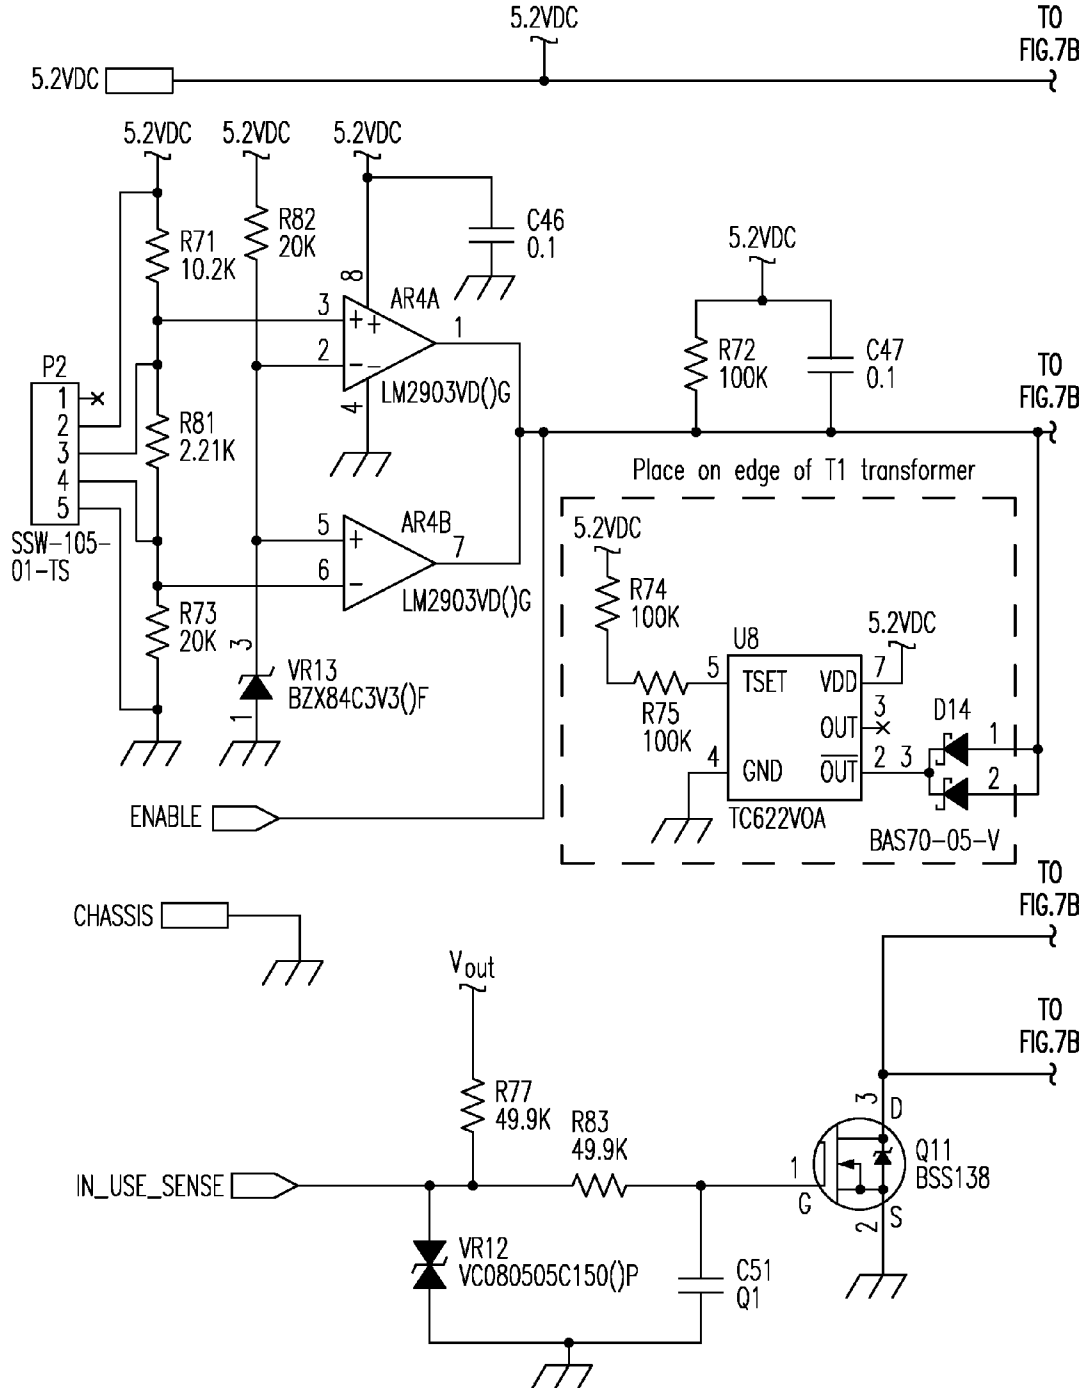 5.2VDC
TO
FIG.7B
5.2VDC
5.2VDC
5.2VDC
5.2VDC
R71
10.2K
R82
20K
C46
0.1
8
AR4A
3
+
+
1
2
-
-
4
LM2903VD()G
5.2VDC
R72
100K
C47
0.1
TO
FIG.7B
P2
1
2
3
4
5
SSW-105-
01-TS
R81
2.21K
AR4B
5
+
7
6
-
LM2903VD()G
R73
20K
3
VR13
BZX84C3V3()F
1
Place on edge of T1 transformer
5.2VDC
R74
100K
R75
100K
U8
5.2VDC
5
TSET
VDD
7
OUT
3
4
GND
OUT
2
3
TC622VOA
D14
1
2
BAS70-05-V
ENABLE
CHASSIS
TO
FIG.7B
TO
FIG.7B
Vout
R77
49.9K
R83
49.9K
IN_USE_SENSE
VR12
VC080505C150()P
C51
Q1
1
G
3
D
Q11
BSS138
2
S